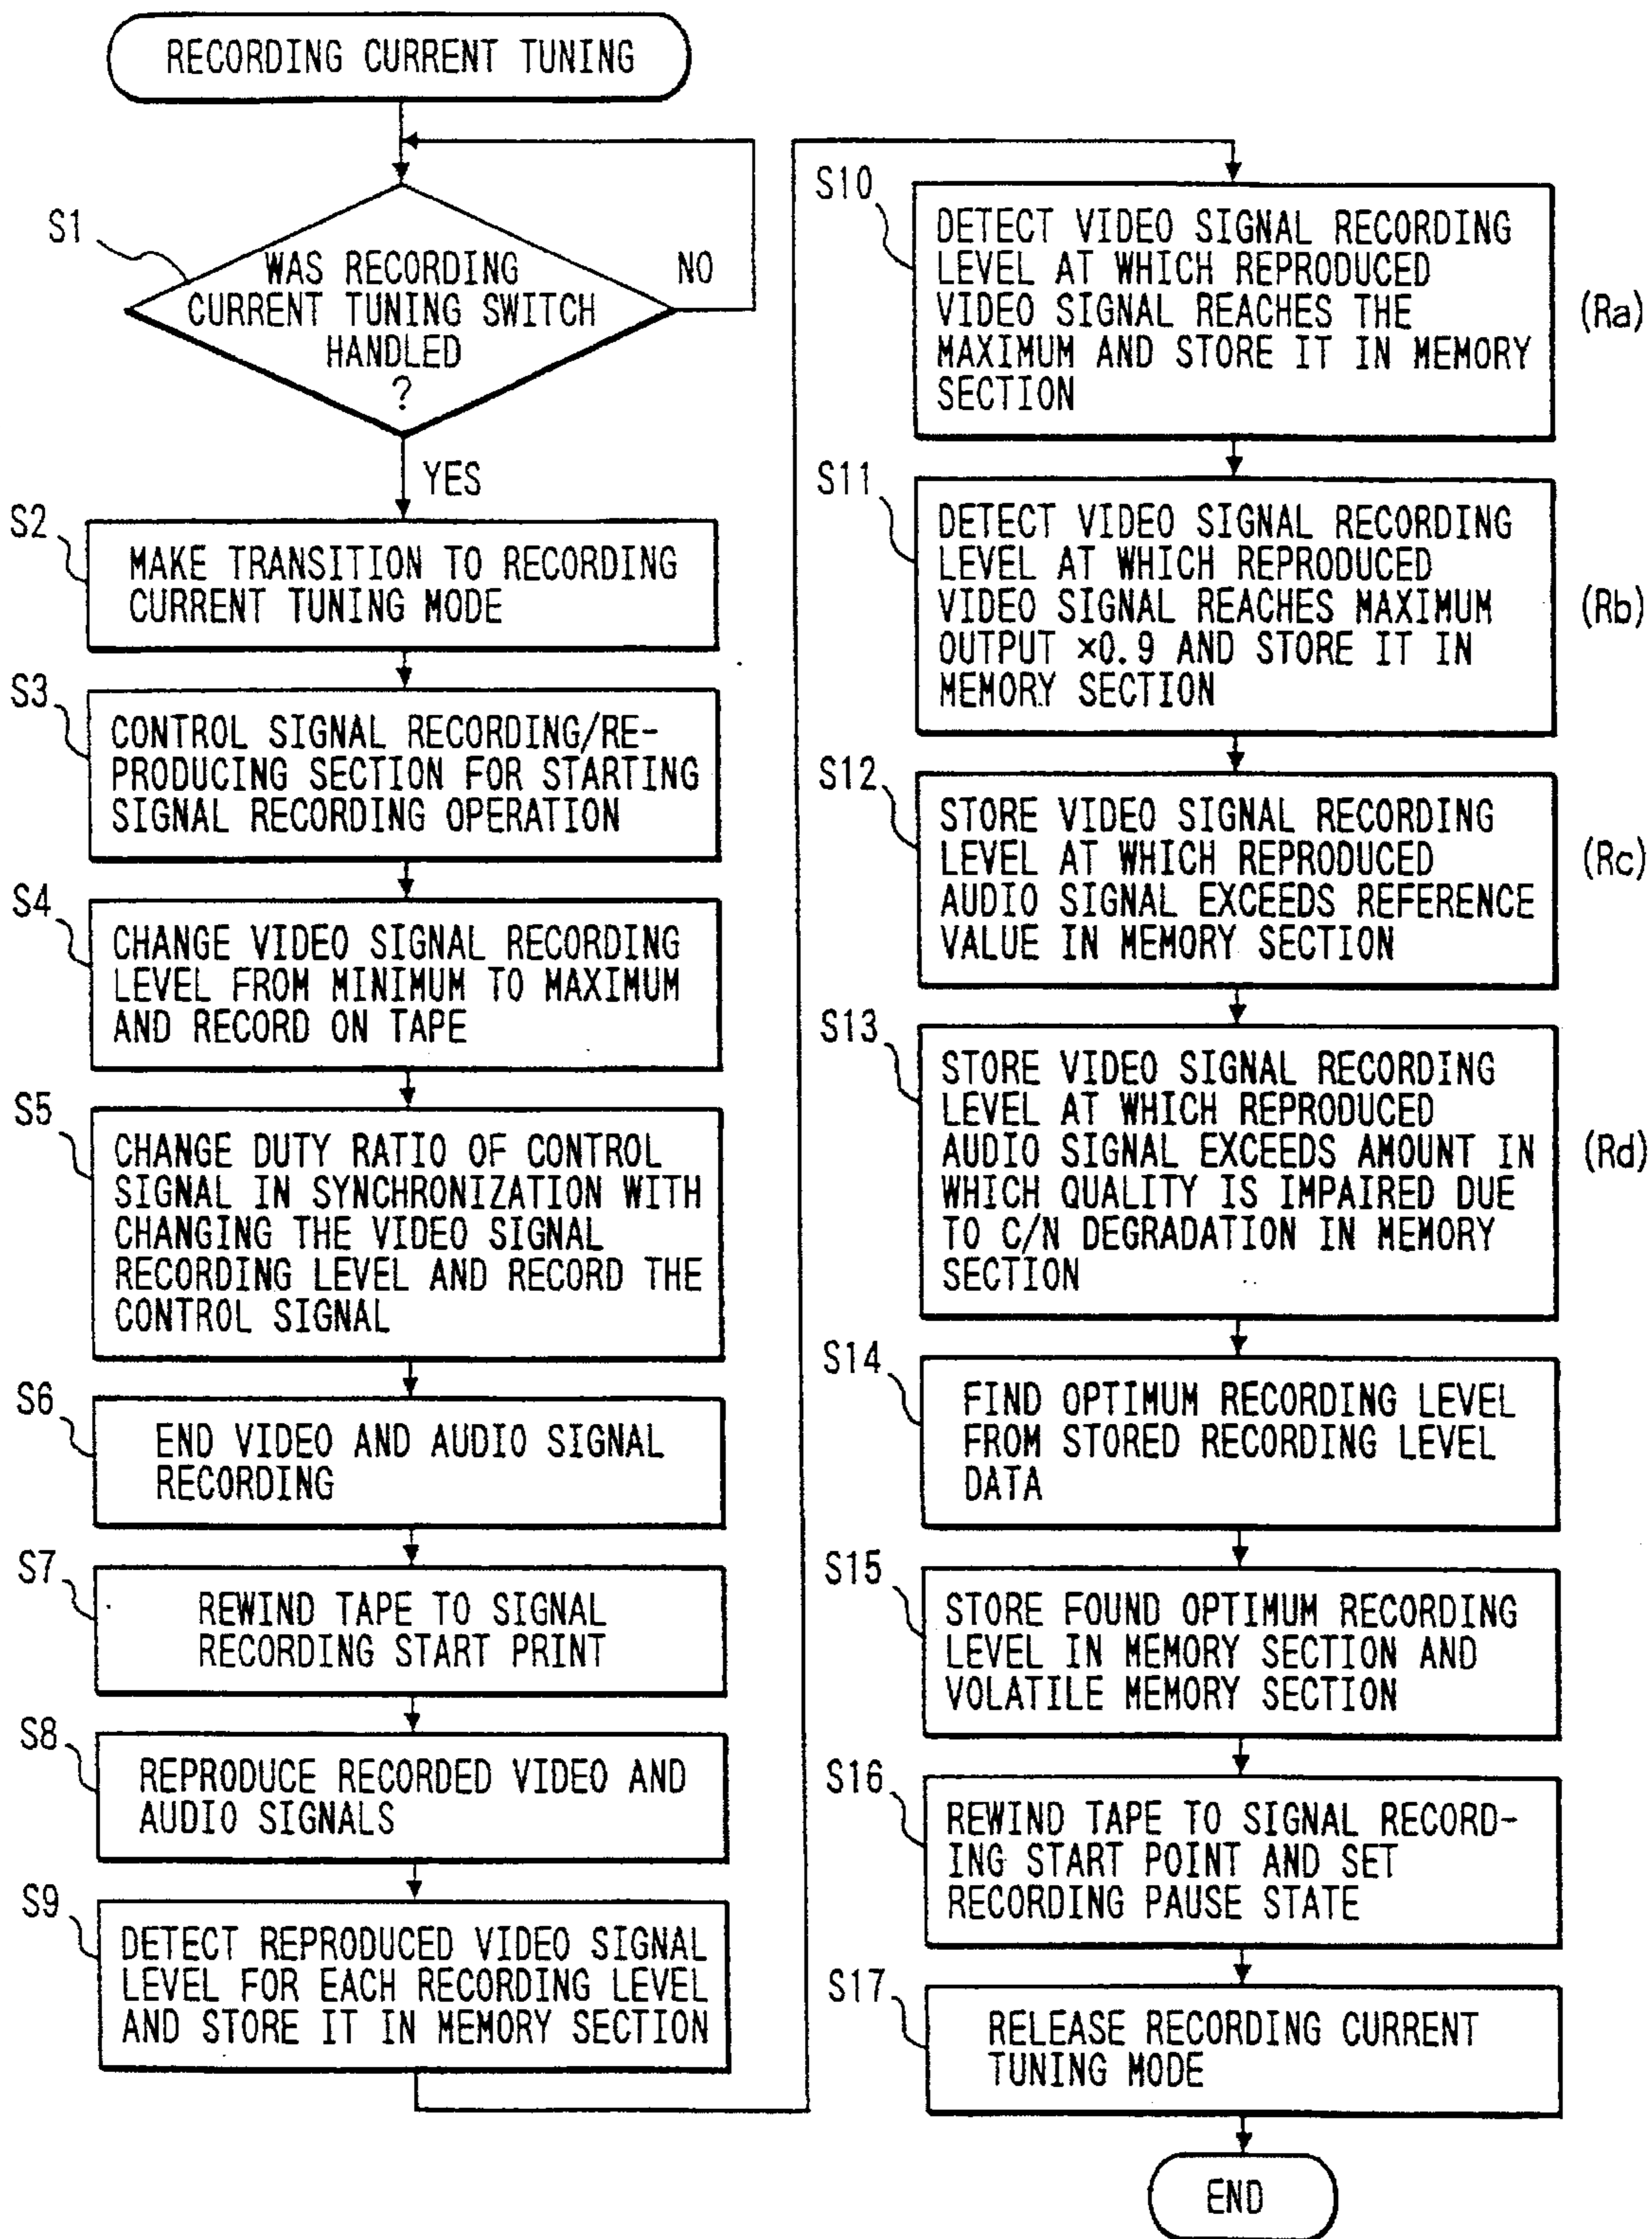 RECORDING CURRENT TUNING
S1
WAS RECORDING
CURRENT TUNING SWITCH
HANDLED
?
NO
YES
S2
MAKE TRANSITION TO RECORDING
CURRENT TUNING MODE
S3
CONTROL SIGNAL RECORDING/RE-
PRODUCING SECTION FOR STARTING
SIGNAL RECORDING OPERATION
S4
CHANGE VIDEO SIGNAL RECORDING
LEVEL FROM MINIMUM TO MAXIMUM
AND RECORD ON TAPE
S5
CHANGE DUTY RATIO OF CONTROL
SIGNAL IN SYNCHRONIZATION WITH
CHANGING THE VIDEO SIGNAL
RECORDING LEVEL AND RECORD THE
CONTROL SIGNAL
S6
END VIDEO AND AUDIO SIGNAL
RECORDING
S7
REWIND TAPE TO SIGNAL
RECORDING START PRINT
S8
REPRODUCE RECORDED VIDEO AND
AUDIO SIGNALS
S9
DETECT REPRODUCED VIDEO SIGNAL
LEVEL FOR EACH RECORDING LEVEL
AND STORE IT IN MEMORY SECTION
S10
DETECT VIDEO SIGNAL RECORDING
LEVEL AT WHICH REPRODUCED
VIDEO SIGNAL REACHES THE
MAXIMUM AND STORE IT IN MEMORY
SECTION
(Ra)
S11
DETECT VIDEO SIGNAL RECORDING
LEVEL AT WHICH REPRODUCED
VIDEO SIGNAL REACHES MAXIMUM
OUTPUT ×0.9 AND STORE IT IN
MEMORY SECTION
(Rb)
S12
STORE VIDEO SIGNAL RECORDING
LEVEL AT WHICH REPRODUCED
AUDIO SIGNAL EXCEEDS REFERENCE
VALUE IN MEMORY SECTION
(Rc)
S13
STORE VIDEO SIGNAL RECORDING
LEVEL AT WHICH REPRODUCED
AUDIO SIGNAL EXCEEDS AMOUNT IN
WHICH QUALITY IS IMPAIRED DUE
TO C/N DEGRADATION IN MEMORY
SECTION
(Rd)
S14
FIND OPTIMUM RECORDING LEVEL
FROM STORED RECORDING LEVEL
DATA
S15
STORE FOUND OPTIMUM RECORDING
LEVEL IN MEMORY SECTION AND
VOLATILE MEMORY SECTION
S16
REWIND TAPE TO SIGNAL RECORD-
ING START POINT AND SET
RECORDING PAUSE STATE
S17
RELEASE RECORDING CURRENT
TUNING MODE
END